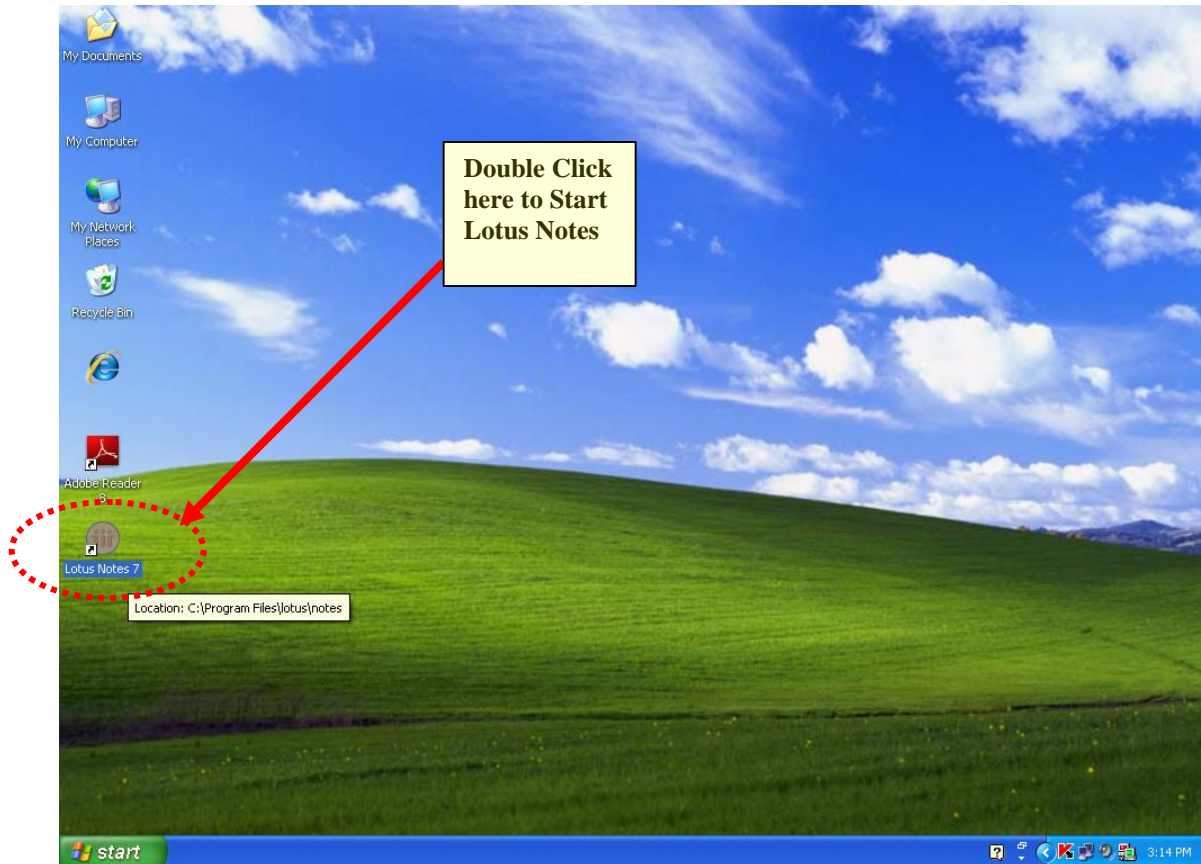 My Documents
My Computer
My Network
Places
Recycle Bin
Adobe Reader
8
Lotus Notes 7
Location: C:\Program Files\lotus\notes
Double Click
here to Start
Lotus Notes
start
3:14 PM